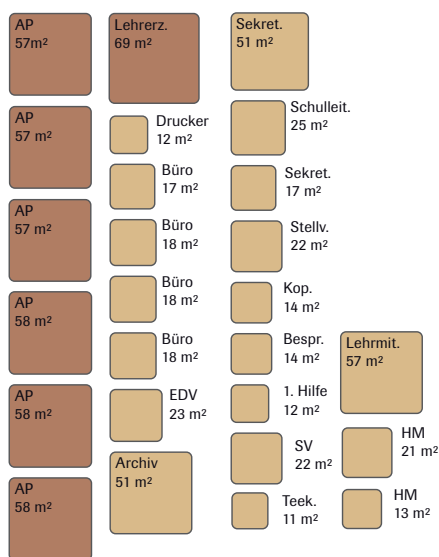 AP
57m²
AP
57 m²
AP
57 m²
AP
58 m²
AP
58 m²
AP
58 m²
Lehrerz.
69 m²
Drucker
12 m²
Büro
17 m²
Büro
18 m²
Büro
18 m²
Büro
18 m²
EDV
23 m²
Archiv
51 m²
Sekret.
51 m²
Schulleit.
25 m²
Sekret.
17 m²
Stellv.
22 m²
Kop.
14 m²
Bespr.
14 m²
1. Hilfe
12 m²
SV
22 m²
Teek.
11 m²
Lehrmit.
57 m²
HM
21 m²
HM
13 m²